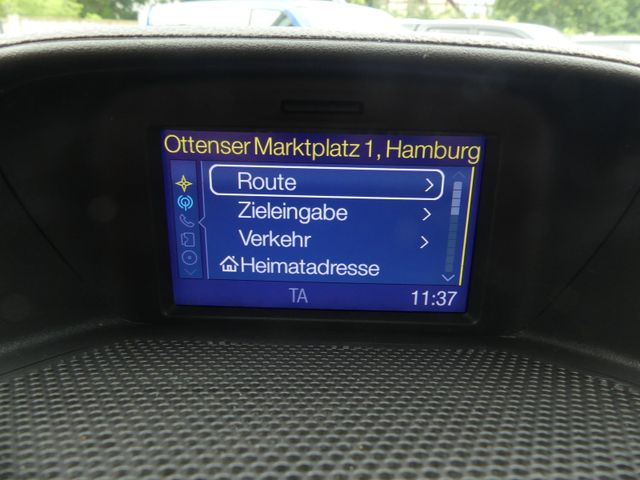 Ottenser Marktplatz 1, Hamburg
Route
Zieleingabe
Verkehr
Heimatadresse
TA 11:37